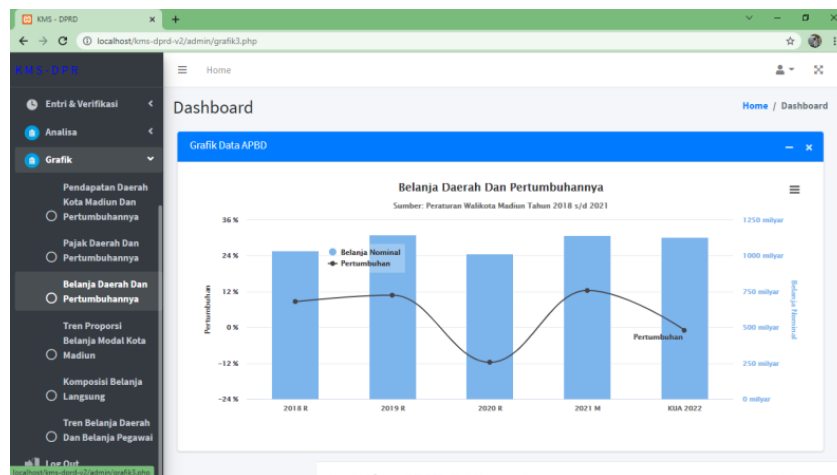 KMS - DPRD
localhost/kms-dprd-v2/admin/grafik3.php
KMS-DPR
Home
Entri & Verifikasi
Analisa
Grafik
Pendapatan Daerah
Kota Madiun Dan
Pertumbuhannya
Pajak Daerah Dan
Pertumbuhannya
Belanja Daerah Dan
Pertumbuhannya
Tren Proporsi
Belanja Modal Kota
Madiun
Komposisi Belanja
Langsung
Tren Belanja Daerah
Dan Belanja Pegawai
Log Out
localhost/kms-dprd-v2/admin/grafik3.php
Dashboard
Home / Dashboard
Grafik Data APBD
Belanja Daerah Dan Pertumbuhannya
Sumber: Peraturan Walikota Madiun Tahun 2018 s/d 2021
36 %
24 %
12 %
0 %
-12 %
-24 %
Pertumbuhan
Belanja Nominal
Pertumbuhan
Pertumbuhan
1250 milyar
1000 milyar
750 milyar
500 milyar
250 milyar
0 milyar
Belanja Nominal
2018 R
2019 R
2020 R
2021 M
KUA 2022